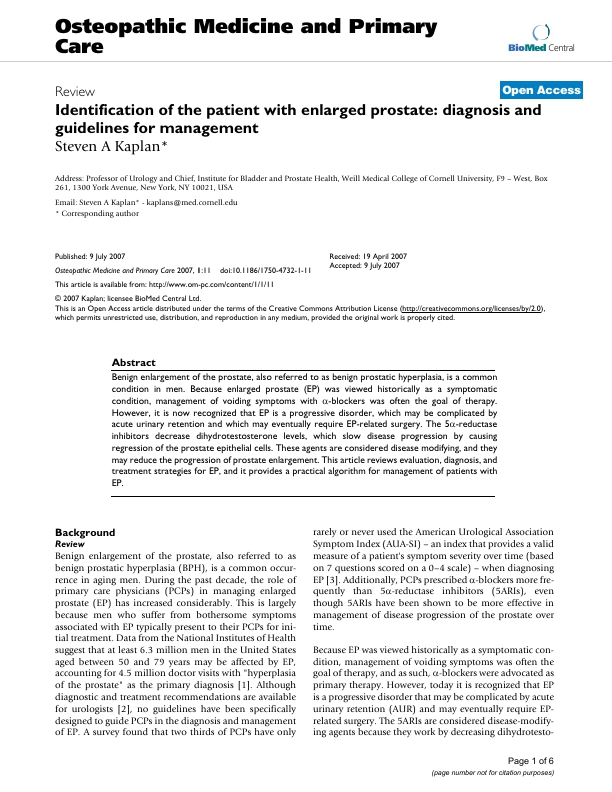 Osteopathic Medicine and Primary
Care
BioMed Central
Review
Open Access
Identification of the patient with enlarged prostate: diagnosis and
guidelines for management
Steven A Kaplan*
Address: Professor of Urology and Chief, Institute for Bladder and Prostate Health, Weill Medical College of Cornell University, F9 – West, Box
261, 1300 York Avenue, New York, NY 10021, USA
Email: Steven A Kaplan* - kaplans@med.cornell.edu
* Corresponding author
Published: 9 July 2007
Osteopathic Medicine and Primary Care 2007, 1:11 doi:10.1186/1750-4732-1-11
This article is available from: http://www.om-pc.com/content/1/1/11
Received: 19 April 2007
Accepted: 9 July 2007
© 2007 Kaplan; licensee BioMed Central Ltd.
This is an Open Access article distributed under the terms of the Creative Commons Attribution License (http://creativecommons.org/licenses/by/2.0),
which permits unrestricted use, distribution, and reproduction in any medium, provided the original work is properly cited.
Abstract
Benign enlargement of the prostate, also referred to as benign prostatic hyperplasia, is a common
condition in men. Because enlarged prostate (EP) was viewed historically as a symptomatic
condition, management of voiding symptoms with α-blockers was often the goal of therapy.
However, it is now recognized that EP is a progressive disorder, which may be complicated by
acute urinary retention and which may eventually require EP-related surgery. The 5α-reductase
inhibitors decrease dihydrotestosterone levels, which slow disease progression by causing
regression of the prostate epithelial cells. These agents are considered disease modifying, and they
may reduce the progression of prostate enlargement. This article reviews evaluation, diagnosis, and
treatment strategies for EP, and it provides a practical algorithm for management of patients with
EP.
Background
Review
Benign enlargement of the prostate, also referred to as
benign prostatic hyperplasia (BPH), is a common occur-
rence in aging men. During the past decade, the role of
primary care physicians (PCPs) in managing enlarged
prostate (EP) has increased considerably. This is largely
because men who suffer from bothersome symptoms
associated with EP typically present to their PCPs for ini-
tial treatment. Data from the National Institutes of Health
suggest that at least 6.3 million men in the United States
aged between 50 and 79 years may be affected by EP,
accounting for 4.5 million doctor visits with "hyperplasia
of the prostate" as the primary diagnosis [1]. Although
diagnostic and treatment recommendations are available
for urologists [2], no guidelines have been specifically
designed to guide PCPs in the diagnosis and management
of EP. A survey found that two thirds of PCPs have only
rarely or never used the American Urological Association
Symptom Index (AUA-SI) – an index that provides a valid
measure of a patient's symptom severity over time (based
on 7 questions scored on a 0–4 scale) – when diagnosing
EP [3]. Additionally, PCPs prescribed α-blockers more fre-
quently than 5α-reductase inhibitors (5ARIs), even
though 5ARIs have been shown to be more effective in
management of disease progression of the prostate over
time.
Because EP was viewed historically as a symptomatic con-
dition, management of voiding symptoms was often the
goal of therapy, and as such, α-blockers were advocated as
primary therapy. However, today it is recognized that EP
is a progressive disorder that may be complicated by acute
urinary retention (AUR) and may eventually require EP-
related surgery. The 5ARIs are considered disease-modify-
ing agents because they work by decreasing dihydrotesto-
Page 1 of 6
(page number not for citation purposes)